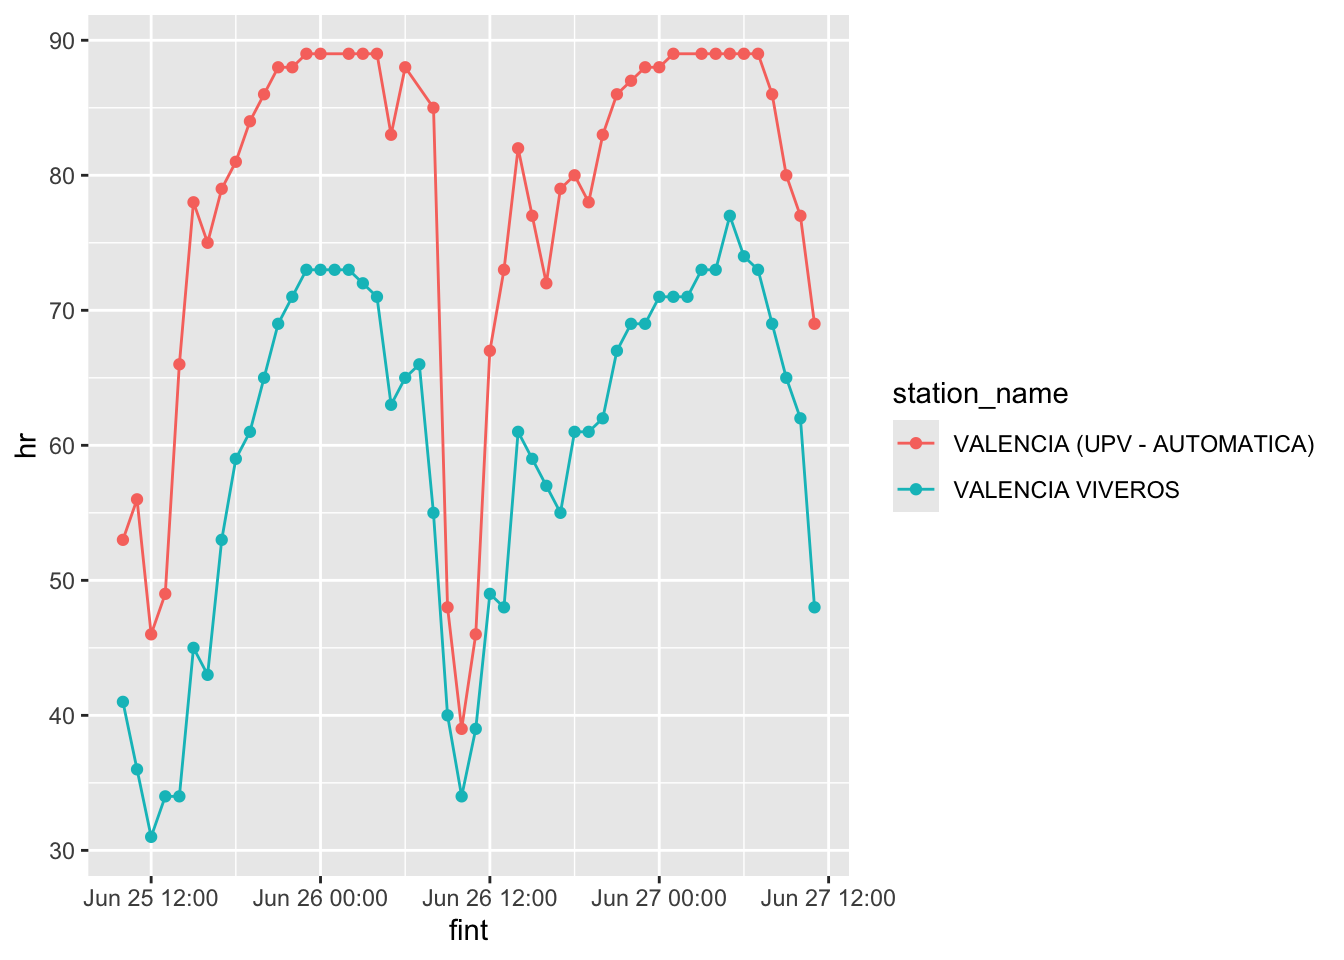 90
80
70
60
50
40
30
hr
Jun 25 12:00
Jun 26 00:00
Jun 26 12:00
Jun 27 00:00
Jun 27 12:00
fint
station_name
VALENCIA (UPV - AUTOMATICA)
VALENCIA VIVEROS